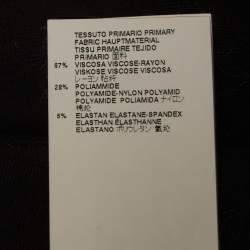 TESSUTO PRIMARIO PRIMARY
FABRIC HAUPTMATERIAL
TISSU PRIMAIRE TEJIDO
PRIMARIO 面料
67% VISCOSA VISCOSE-RAYON
VISKOSE VISCOSE VISCOSA
レーヨン 粘纤
28% POLIAMMIDE
POLYAMIDE-NYLON POLYAMID
POLYAMIDE POLIAMIDA ナイロン
锦纶
5% ELASTAN ELASTANE-SPANDEX
ELASTHAN ELASTHANNE
ELASTANO ポリウレタン 氨纶